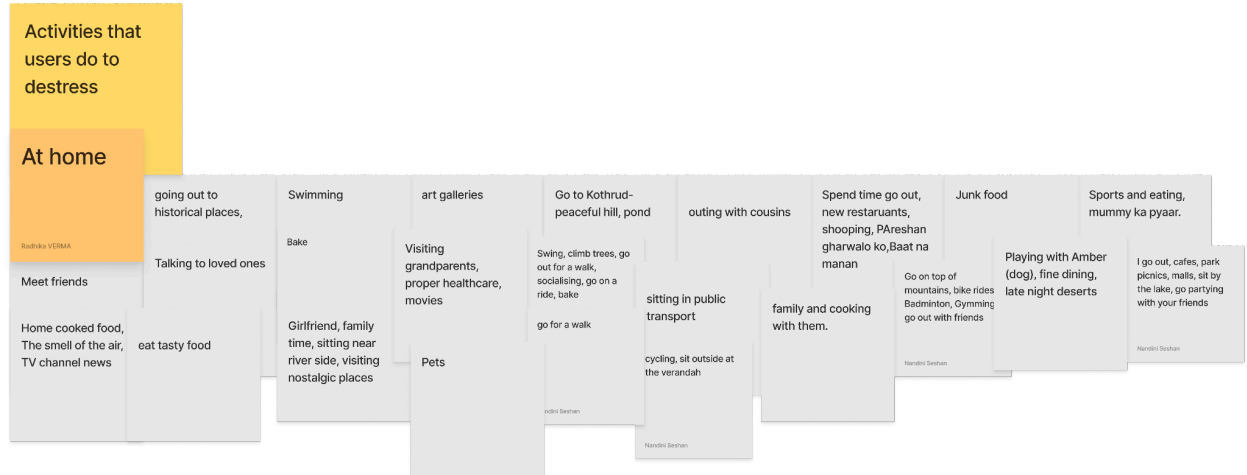 Activities that
users do to
destress
At home
Radhika VERMA
going out to
historical places,
Talking to loved ones
Swimming
Bake
art galleries
Visiting
grandparents,
proper healthcare,
movies
Go to Kothrud-
peaceful hill, pond
Swing, climb trees, go
out for a walk,
socialising, go on a
ride, bake
go for a walk
ndini Seshan
outing with cousins
sitting in public
transport
cycling, sit outside at
the verandah
Nandini Seshan
Spend time go out,
new restaruants,
shooping, PAreshan
gharwalo ko,Baat na
manan
family and cooking
with them.
Junk food
Go on top of
mountains, bike rides
Badminton, Gymming
go out with friends
Nandini Seshan
Sports and eating,
mummy ka pyaar.
Playing with Amber
(dog), fine dining,
late night deserts
I go out, cafes, park
picnics, malls, sit by
the lake, go partying
with your friends
Nandini Seshan
Meet friends
Home cooked food,
The smell of the air,
TV channel news
eat tasty food
Girlfriend, family
time, sitting near
river side, visiting
nostalgic places
Pets